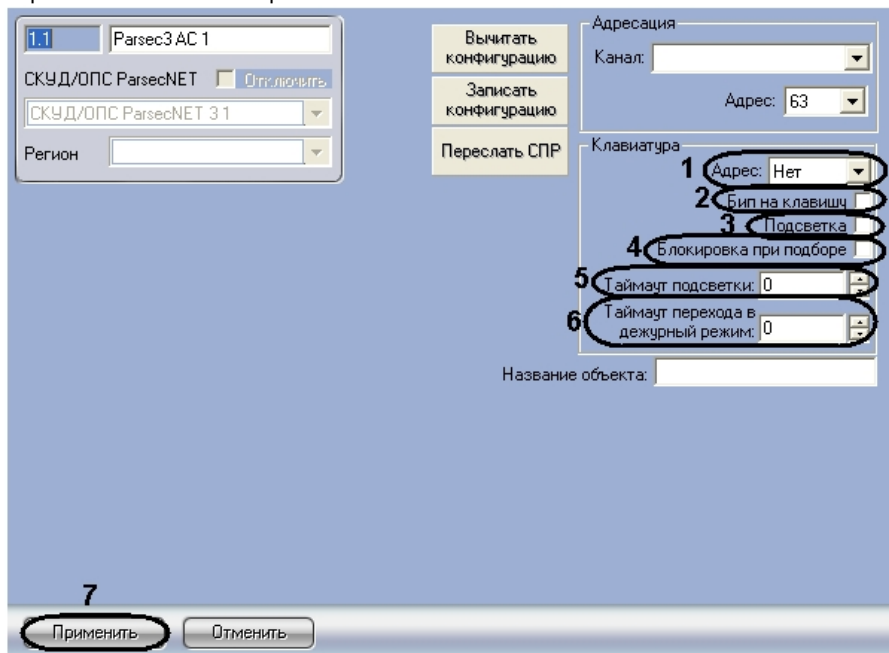 1.1 Parsec3 AC 1
СКУД/ОПС ParsecNET Отключить
СКУД/ОПС ParsecNET 3 1
Регион
Вычитать
конфигурацию
Записать
конфигурацию
Переслать СПР
Адресация
Канал:
Адрес: 63
Клавиатура
1 Адрес: Нет
2 Бип на клавишу
3 Подсветка
4 Блокировка при подборе
5 Таймаут подсветки: 0
6 Таймаут перехода в
дежурный режим: 0
Название объекта:
7
Применить Отменить